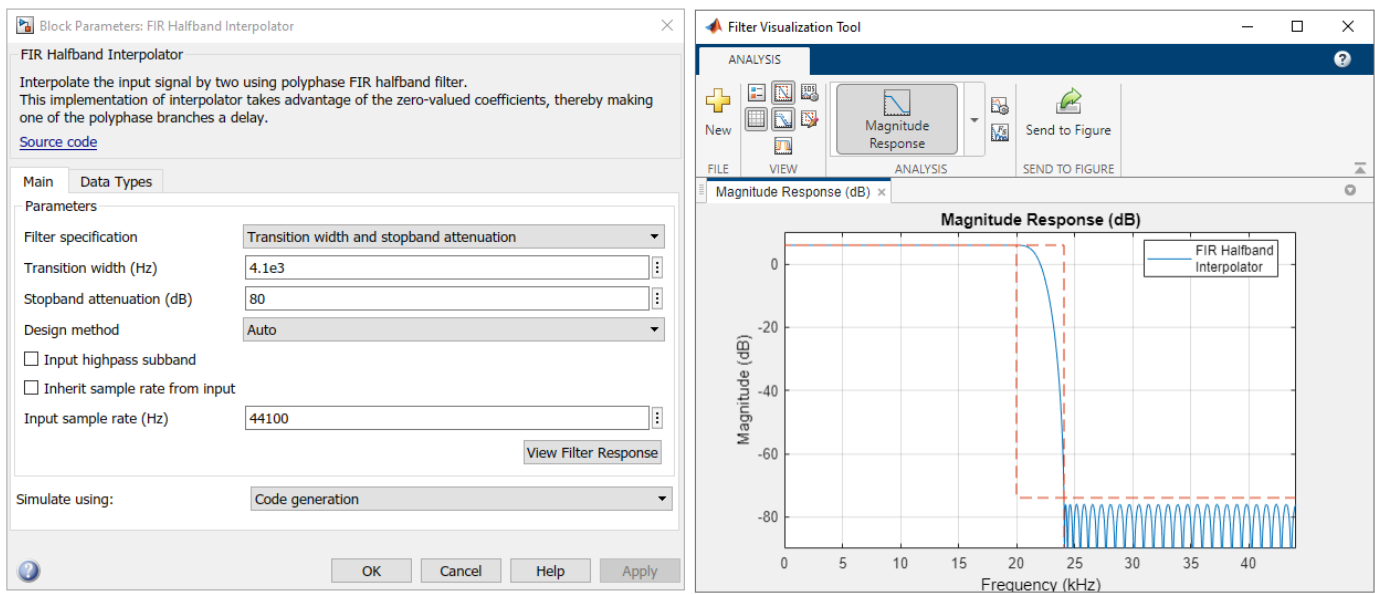 Block Parameters: FIR Halfband Interpolator
FIR Halfband Interpolator
Interpolate the input signal by two using polyphase FIR halfband filter.
This implementation of interpolator takes advantage of the zero-valued coefficients, thereby making
one of the polyphase branches a delay.
Source code
Main Data Types
Parameters
Filter specification Transition width and stopband attenuation
Transition width (Hz) 4.1e3
Stopband attenuation (dB) 80
Design method Auto
Input highpass subband
Inherit sample rate from input
Input sample rate (Hz) 44100
View Filter Response
Simulate using: Code generation
OK Cancel Help Apply
Filter Visualization Tool
ANALYSIS
New
Magnitude
Response
Send to Figure
FILE VIEW ANALYSIS SEND TO FIGURE
Magnitude Response (dB)
Magnitude Response (dB)
FIR Halfband
Interpolator
Magnitude (dB)
0
-20
-40
-60
-80
0 5 10 15 20 25 30 35 40
Frequency (kHz)